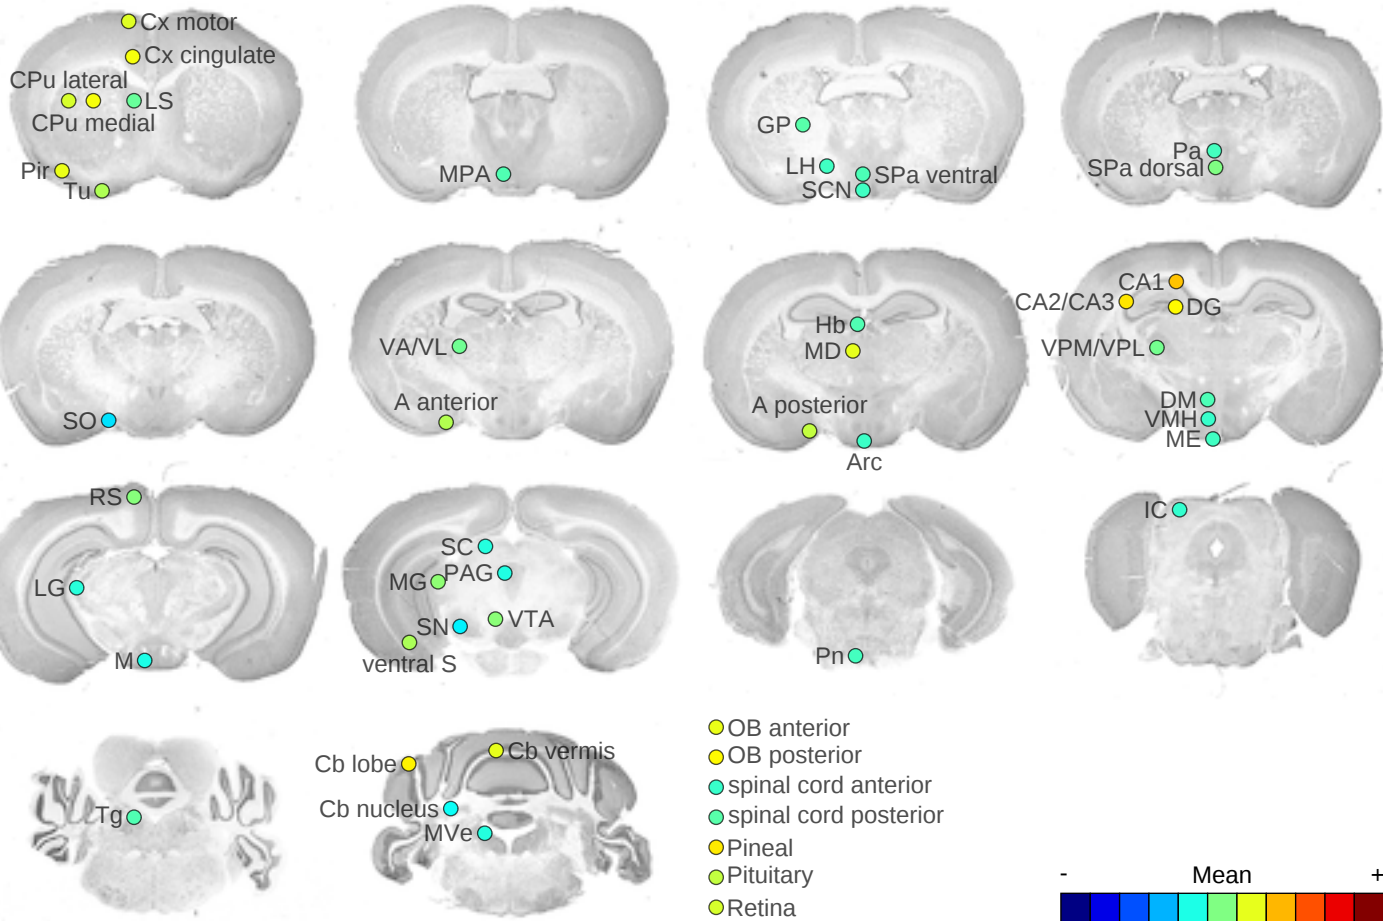 Cx motor
Cx cingulate
CPu lateral
LS
CPu medial
Pir
Tu
MPA
GP
LH
SPa ventral
SCN
Pa
SPa dorsal
SO
VA/VL
A anterior
Hb
MD
A posterior
Arc
CA1
CA2/CA3
DG
VPM/VPL
DM
VMH
ME
RS
LG
M
SC
PAG
MG
VTA
SN
ventral S
Pn
IC
Tg
Cb lobe
Cb vermis
Cb nucleus
MVe
OB anterior
OB posterior
spinal cord anterior
spinal cord posterior
Pineal
Pituitary
Retina
- Mean +